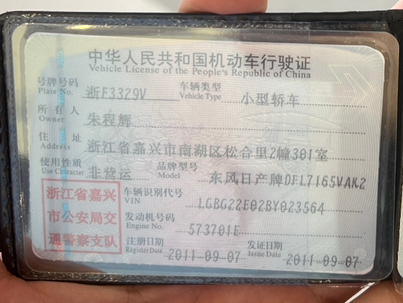 中华人民共和国机动车行驶证
Vehicle License of the People's Republic of China
号牌号码 Plate No. 浙F3329V 车辆类型 Vehicle Type 小型轿车
所有人 Owner 朱程辉
住址 Address 浙江省嘉兴市南湖区松合里2幢301室
使用性质 Use Character 非营运 品牌型号 Model 东风日产牌DFL7165VAK2
浙江省嘉兴 车辆识别代号 VIN LGBG22E02BY023564
市公安局交 发动机号码 Engine No. 573701E
通警察支队 注册日期 Register Date 2011-09-07 发证日期 Issue Date 2011-09-07